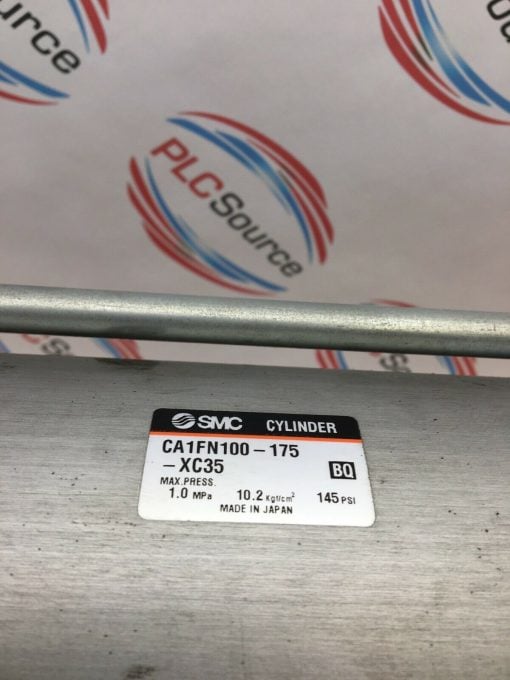 urce
PLC Source
SMC CYLINDER
CA1FN100-175
-XC35
BQ
MAX.PRESS.
1.0 MPa 10.2 Kgf/cm² 145 PSI
MADE IN JAPAN